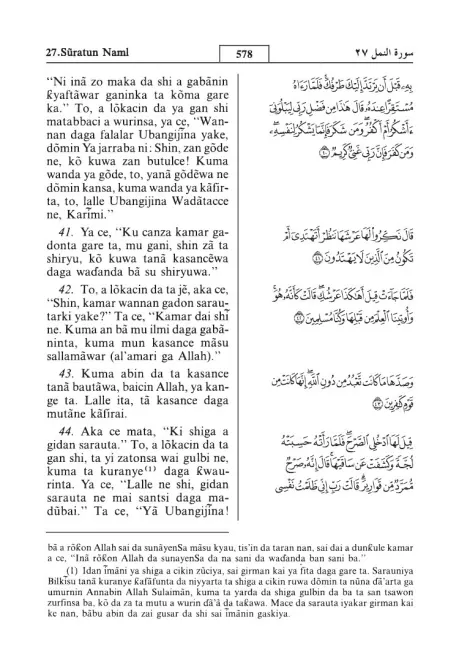 27.Sūratun Naml
578
سورة النمل ٢٧
“Ni inā zo maka da shi a gabānin
ƙyaftāwar ganinka ta kōma gare
ka.” To, a lōkacin da ya gan shi
matabbaci a wurinsa, ya ce, “Wan-
nan daga falalar Ubangijĩna yake,
dōmin Ya jarraba ni: Shin, zan gōde
ne, kō kuwa zan butulce! Kuma
wanda ya gōde, to, yanā gōdẽwa ne
dōmin kansa, kuma wanda ya kāfir-
ta, to, lalle Ubangijina Wadātacce
ne, Karĩmi.”
41. Ya ce, “Ku canza kamar ga-
donta gare ta, mu gani, shin zā ta
shiryu, kō kuwa tanā kasancẽwa
daga waɗanda bā su shiryuwa.”
42. To, a lōkacin da ta jẽ, aka ce,
“Shin, kamar wannan gadon sarau-
tarki yake?” Ta ce, “Kamar dai shĩ
ne. Kuma an bā mu ilmi daga gabā-
ninta, kuma mun kasance māsu
sallamāwar (al’amari ga Allah).”
43. Kuma abin da ta kasance
tanā bautāwa, baicin Allah, ya kan-
ge ta. Lalle ita, tā kasance daga
mutāne kāfirai.
44. Aka ce mata, “Ki shiga a
gidan sarauta.” To, a lōkacin da ta
gan shi, ta yi zatonsa wai gulbi ne,
kuma ta kuranye(1) daga ƙwau-
rinta. Ya ce, “Lalle ne shi, gidan
sarauta ne mai santsi daga ma-
dũbai.” Ta ce, “Yā Ubangijĩna!
بِهِۦ قَبْلَ أَن يَرْتَدَّ إِلَيْكَ طَرْفُكَ فَلَمَّا رَءَاهُ
مُسْتَقِرًّا عِندَهُۥ قَالَ هَٰذَا مِن فَضْلِ رَبِّى لِيَبْلُوَنِىٓ
ءَأَشْكُرُ أَمْ أَكْفُرُ وَمَن شَكَرَ فَإِنَّمَا يَشْكُرُ لِنَفْسِهِۦ
وَمَن كَفَرَ فَإِنَّ رَبِّى غَنِىٌّ كَرِيمٌ ٤٠
قَالَ نَكِّرُوا۟ لَهَا عَرْشَهَا نَنظُرْ أَتَهْتَدِىٓ أَمْ
تَكُونُ مِنَ ٱلَّذِينَ لَا يَهْتَدُونَ ٤١
فَلَمَّا جَآءَتْ قِيلَ أَهَٰكَذَا عَرْشُكِ قَالَتْ كَأَنَّهُۥ هُوَ
وَأُوتِينَا ٱلْعِلْمَ مِن قَبْلِهَا وَكُنَّا مُسْلِمِينَ ٤٢
وَصَدَّهَا مَا كَانَت تَّعْبُدُ مِن دُونِ ٱللَّهِ إِنَّهَا كَانَتْ مِن
قَوْمٍ كَٰفِرِينَ ٤٣
قِيلَ لَهَا ٱدْخُلِى ٱلصَّرْحَ فَلَمَّا رَأَتْهُ حَسِبَتْهُ
لُجَّةً وَكَشَفَتْ عَن سَاقَيْهَا قَالَ إِنَّهُۥ صَرْحٌ
مُّمَرَّدٌ مِّن قَوَارِيرَ قَالَتْ رَبِّ إِنِّى ظَلَمْتُ نَفْسِى
bā a rōƙon Allah sai da sunāyenSa māsu kyau, tis’in da taran nan, sai dai a dunƙule kamar
a ce, “Inā rōƙon Allah da sunayenSa da na sani da waɗanda ban sani ba.”
(1) Idan ĩmāni ya shiga a cikin zũciya, sai girman kai ya fita daga gare ta. Sarauniya
Bilkĩsu tanā kuranye ƙafāfunta da niyyarta ta shiga a cikin ruwa dōmin ta nũna ɗã’arta ga
umurnin Annabin Allah Sulaimān, kuma ta yarda da shiga gulbin da ba ta san tsawon
zurfinsa ba, kō da za ta mutu a wurin ɗã’ã da taƙawa. Mace da sarauta iyakar girman kai
ke nan, bābu abin da zai gusar da shi sai ĩmānin gaskiya.